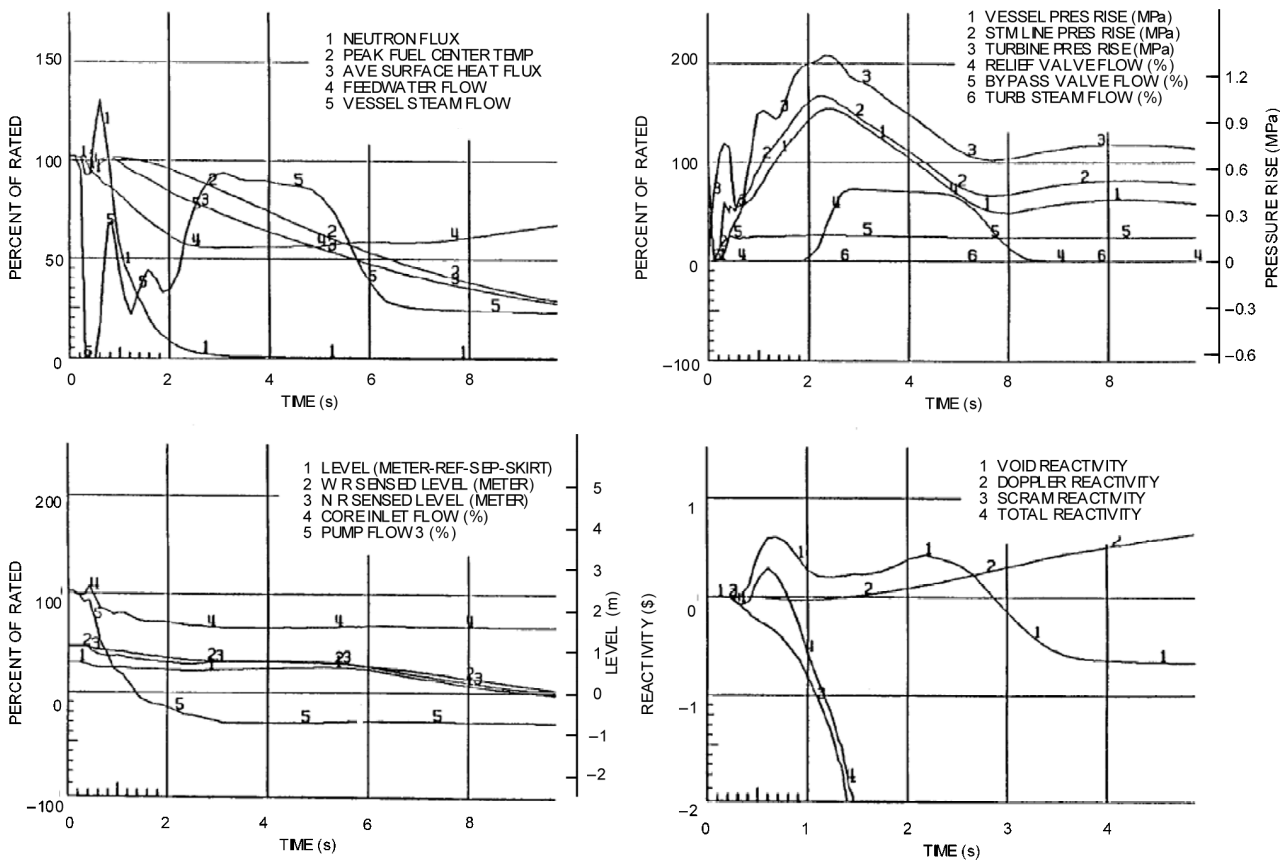 1 NEUTRON FLUX
2 PEAK FUEL CENTER TEMP
3 AVE SURFACE HEAT FLUX
4 FEEDWATER FLOW
5 VESSEL STEAM FLOW
PERCENT OF RATED
150
100
50
0
0 2 4 6 8
TIME (s)
1 VESSEL PRES RISE (MPa)
2 STM LINE PRES RISE (MPa)
3 TURBINE PRES RISE (MPa)
4 RELIEF VALVE FLOW (%)
5 BYPASS VALVE FLOW (%)
6 TURB STEAM FLOW (%)
PERCENT OF RATED
200
100
0
−100
0 2 4 8 8
TIME (s)
PRESSURE RISE (MPa)
1.2
0.9
0.6
0.3
0
−0.3
−0.6
1 LEVEL (METER-REF-SEP-SKIRT)
2 W R SENSED LEVEL (METER)
3 N R SENSED LEVEL (METER)
4 CORE INLET FLOW (%)
5 PUMP FLOW 3 (%)
PERCENT OF RATED
200
100
0
−100
0 2 4 6 8
TIME (s)
LEVEL (m)
5
4
3
2
1
0
−1
−2
1 VOID REACTIVITY
2 DOPPLER REACTIVITY
3 SCRAM REACTIVITY
4 TOTAL REACTIVITY
REACTIVITY ($)
1
0
−1
−2
0 1 2 3 4
TIME (s)